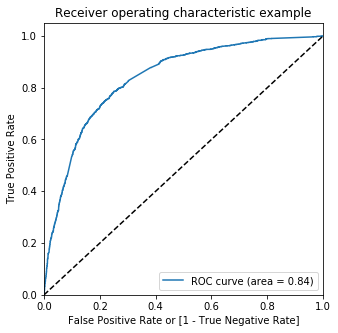 Receiver operating characteristic example
True Positive Rate
1.0
0.8
0.6
0.4
0.2
0.0
0.0 0.2 0.4 0.6 0.8 1.0
ROC curve (area = 0.84)
False Positive Rate or [1 - True Negative Rate]